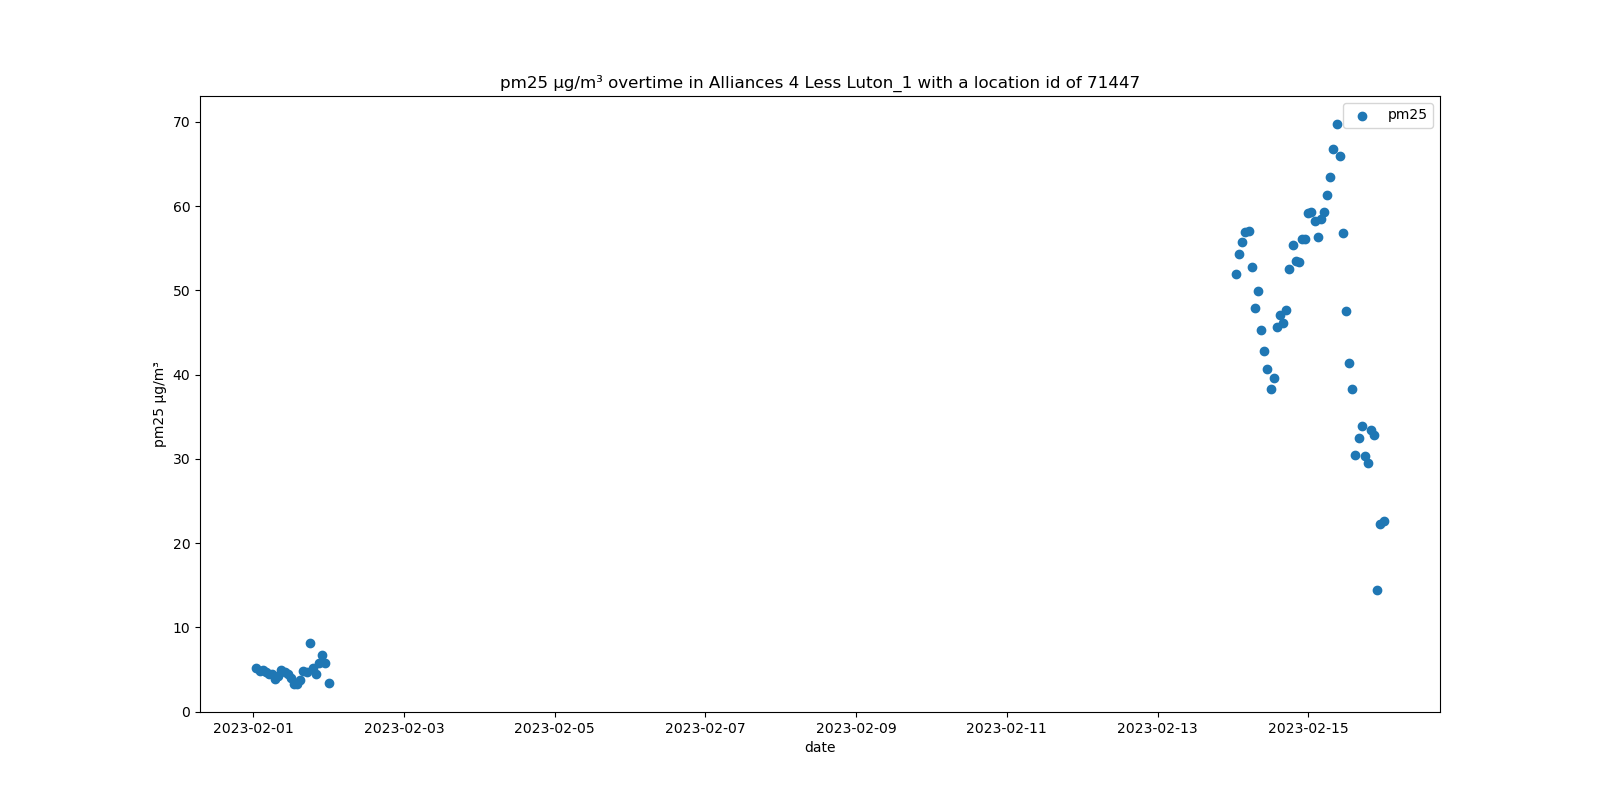 pm25 µg/m³ overtime in Alliances 4 Less Luton_1 with a location id of 71447
pm25
70
60
50
40
30
20
10
0
pm25 µg/m³
2023-02-01 2023-02-03 2023-02-05 2023-02-07 2023-02-09 2023-02-11 2023-02-13 2023-02-15
date